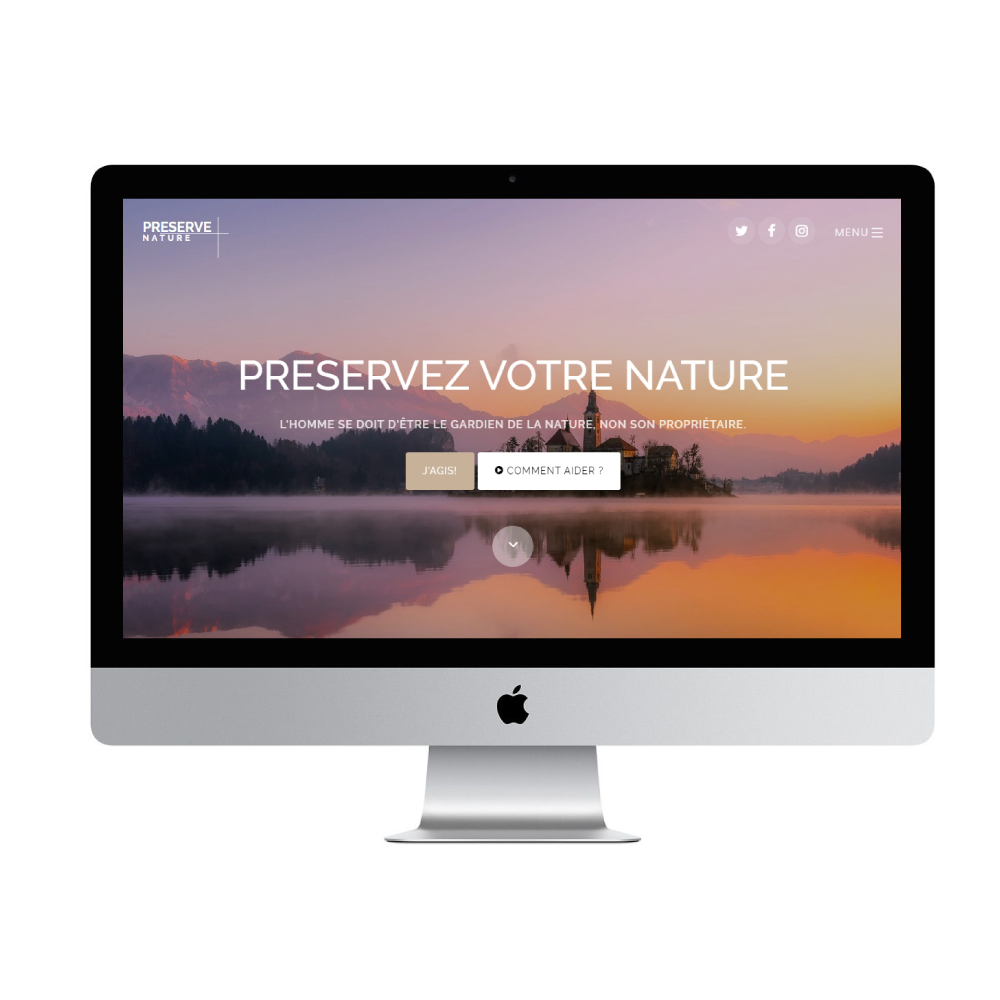 PRESERVE
NATURE
MENU
PRESERVEZ VOTRE NATURE
L'HOMME SE DOIT D'ÊTRE LE GARDIEN DE LA NATURE, NON SON PROPRIÉTAIRE.
J'AGIS!
COMMENT AIDER ?